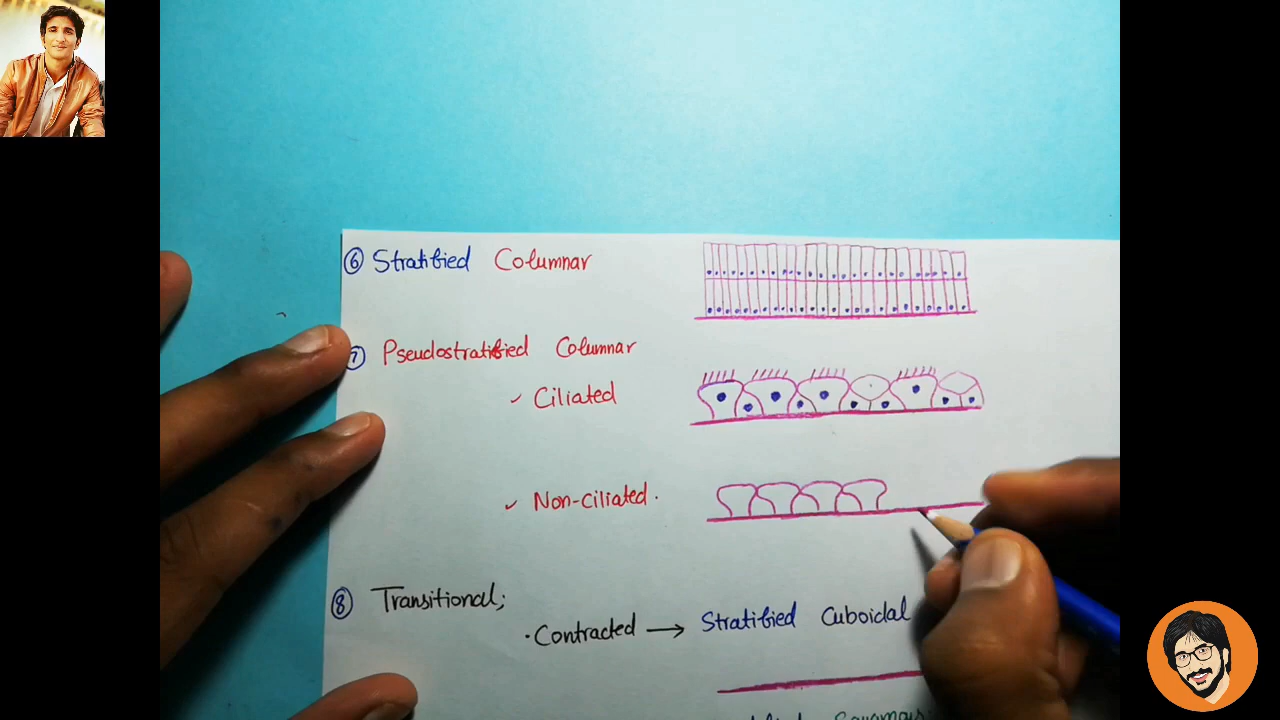 ⑥ Stratified Columnar
⑦ Pseudostratified Columnar
✓ Ciliated
✓ Non-ciliated.
⑧ Transitional;
· Contracted → Stratified Cuboidal